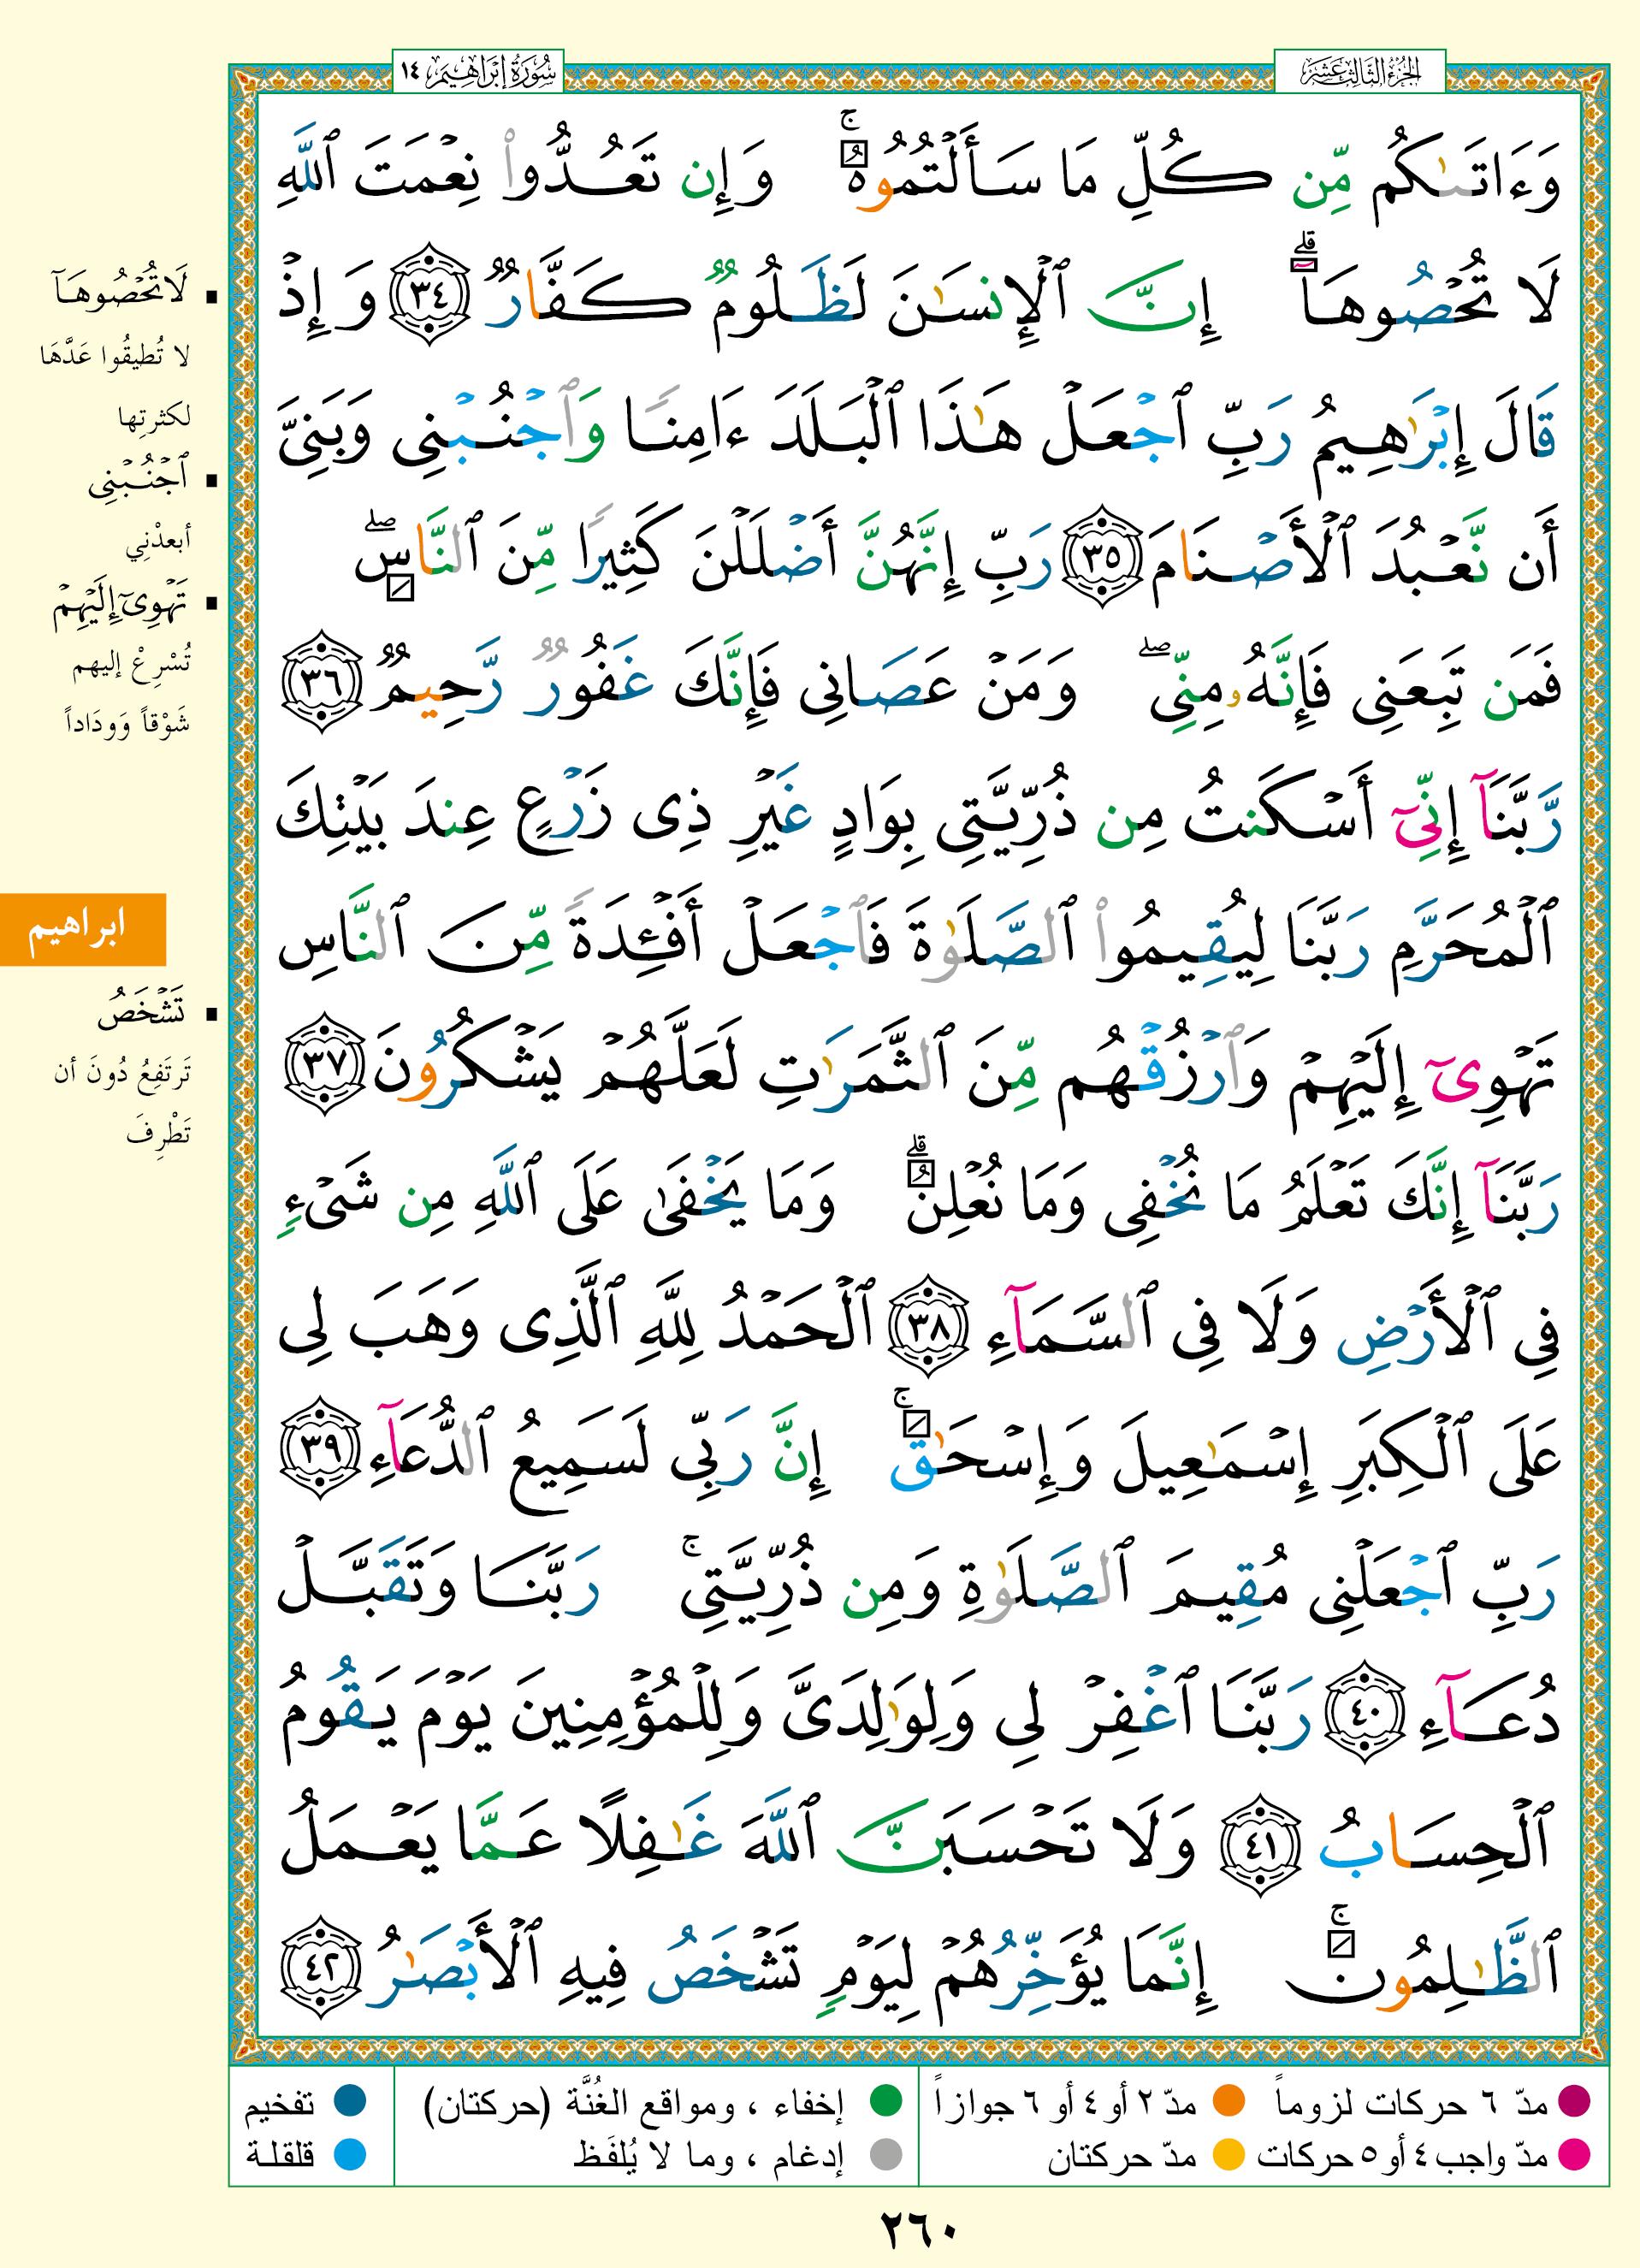 الجزء الثالث عشر
سورة إبراهيم ١٤
وَءَاتَىٰكُم مِّن كُلِّ مَا سَأَلْتُمُوهُ ۚ وَإِن تَعُدُّوا۟ نِعْمَتَ ٱللَّهِ
لَا تُحْصُوهَآ ۗ إِنَّ ٱلْإِنسَٰنَ لَظَلُومٌ كَفَّارٌ ٣٤ وَإِذْ
قَالَ إِبْرَٰهِيمُ رَبِّ ٱجْعَلْ هَٰذَا ٱلْبَلَدَ ءَامِنًا وَٱجْنُبْنِى وَبَنِىَّ
أَن نَّعْبُدَ ٱلْأَصْنَامَ ٣٥ رَبِّ إِنَّهُنَّ أَضْلَلْنَ كَثِيرًا مِّنَ ٱلنَّاسِ ۖ
فَمَن تَبِعَنِى فَإِنَّهُۥ مِنِّى ۖ وَمَنْ عَصَانِى فَإِنَّكَ غَفُورٌ رَّحِيمٌ ٣٦
رَّبَّنَآ إِنِّىٓ أَسْكَنتُ مِن ذُرِّيَّتِى بِوَادٍ غَيْرِ ذِى زَرْعٍ عِندَ بَيْتِكَ
ٱلْمُحَرَّمِ رَبَّنَا لِيُقِيمُوا۟ ٱلصَّلَوٰةَ فَٱجْعَلْ أَفْـِٔدَةً مِّنَ ٱلنَّاسِ
تَهْوِىٓ إِلَيْهِمْ وَٱرْزُقْهُم مِّنَ ٱلثَّمَرَٰتِ لَعَلَّهُمْ يَشْكُرُونَ ٣٧
رَبَّنَآ إِنَّكَ تَعْلَمُ مَا نُخْفِى وَمَا نُعْلِنُ ۗ وَمَا يَخْفَىٰ عَلَى ٱللَّهِ مِن شَىْءٍ
فِى ٱلْأَرْضِ وَلَا فِى ٱلسَّمَآءِ ٣٨ ٱلْحَمْدُ لِلَّهِ ٱلَّذِى وَهَبَ لِى
عَلَى ٱلْكِبَرِ إِسْمَٰعِيلَ وَإِسْحَٰقَ ۚ إِنَّ رَبِّى لَسَمِيعُ ٱلدُّعَآءِ ٣٩
رَبِّ ٱجْعَلْنِى مُقِيمَ ٱلصَّلَوٰةِ وَمِن ذُرِّيَّتِى ۚ رَبَّنَا وَتَقَبَّلْ
دُعَآءِ ٤٠ رَبَّنَا ٱغْفِرْ لِى وَلِوَٰلِدَىَّ وَلِلْمُؤْمِنِينَ يَوْمَ يَقُومُ
ٱلْحِسَابُ ٤١ وَلَا تَحْسَبَنَّ ٱللَّهَ غَٰفِلًا عَمَّا يَعْمَلُ
ٱلظَّٰلِمُونَ ۚ إِنَّمَا يُؤَخِّرُهُمْ لِيَوْمٍ تَشْخَصُ فِيهِ ٱلْأَبْصَٰرُ ٤٢
▪ لَا تُحْصُوهَآ
لا تُطيقُوا عَدَّهَا
لكثرتِها
▪ ٱجْنُبْنِى
أبعدْنِي
▪ تَهْوِىٓ إِلَيْهِمْ
تُسْرِعْ إليهم
شَوْقاً وَودَاداً
ابراهيم
▪ تَشْخَصُ
تَرتَفِعُ دُونَ أن
تَطْرِفَ
مدّ ٦ حركات لزوماً ● مدّ ٢ أو ٤ أو ٦ جوازاً ● إخفاء ، ومواقع الغُنَّة (حركتان) ● تفخيم
مدّ واجب ٤ أو ٥ حركات ● مدّ حركتان ● إدغام ، وما لا يُلفَظ ● قلقلة
٢٦٠